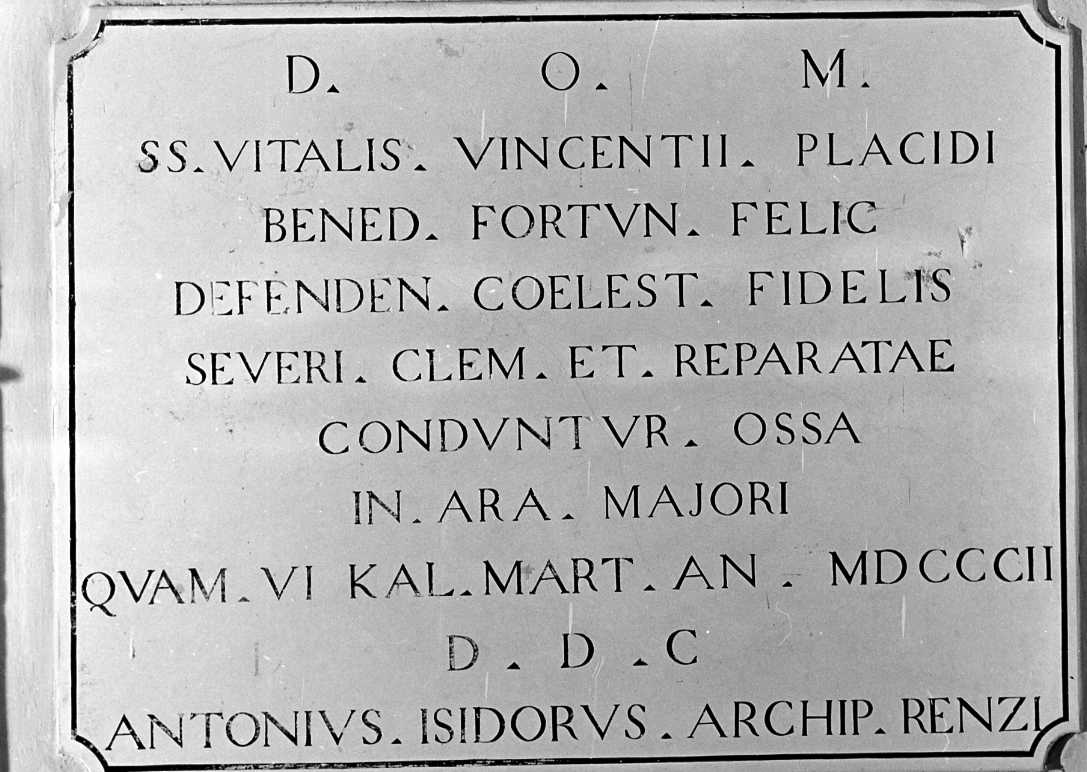 D. O. M.
SS. VITALIS. VINCENTII. PLACIDI
BENED. FORTVN. FELIC
DEFENDEN. COELEST. FIDELIS
SEVERI. CLEM. ET. REPARATAE
CONDVNTVR. OSSA
IN. ARA. MAJORI
QVAM. VI KAL. MART. AN. MDCCCII
D. D. C
ANTONIVS. ISIDORVS. ARCHIP. RENZI